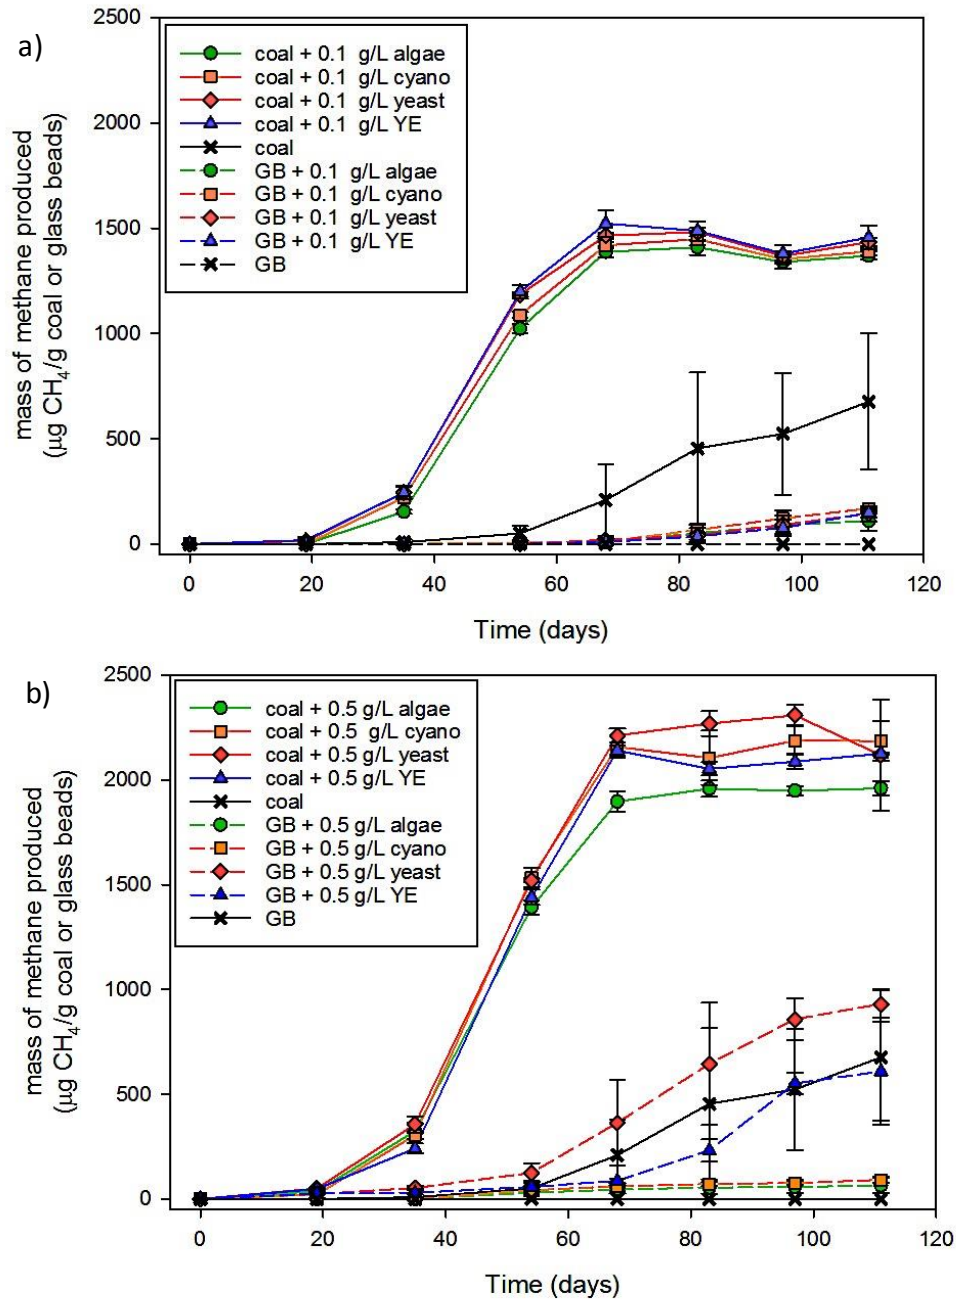 a)
2500
2000
1500
1000
500
0
mass of methane produced
(µg CH4/g coal or glass beads)
coal + 0.1 g/L algae
coal + 0.1 g/L cyano
coal + 0.1 g/L yeast
coal + 0.1 g/L YE
coal
GB + 0.1 g/L algae
GB + 0.1 g/L cyano
GB + 0.1 g/L yeast
GB + 0.1 g/L YE
GB
0 20 40 60 80 100 120
Time (days)
b)
2500
2000
1500
1000
500
0
mass of methane produced
(µg CH4/g coal or glass beads)
coal + 0.5 g/L algae
coal + 0.5 g/L cyano
coal + 0.5 g/L yeast
coal + 0.5 g/L YE
coal
GB + 0.5 g/L algae
GB + 0.5 g/L cyano
GB + 0.5 g/L yeast
GB + 0.5 g/L YE
GB
0 20 40 60 80 100 120
Time (days)